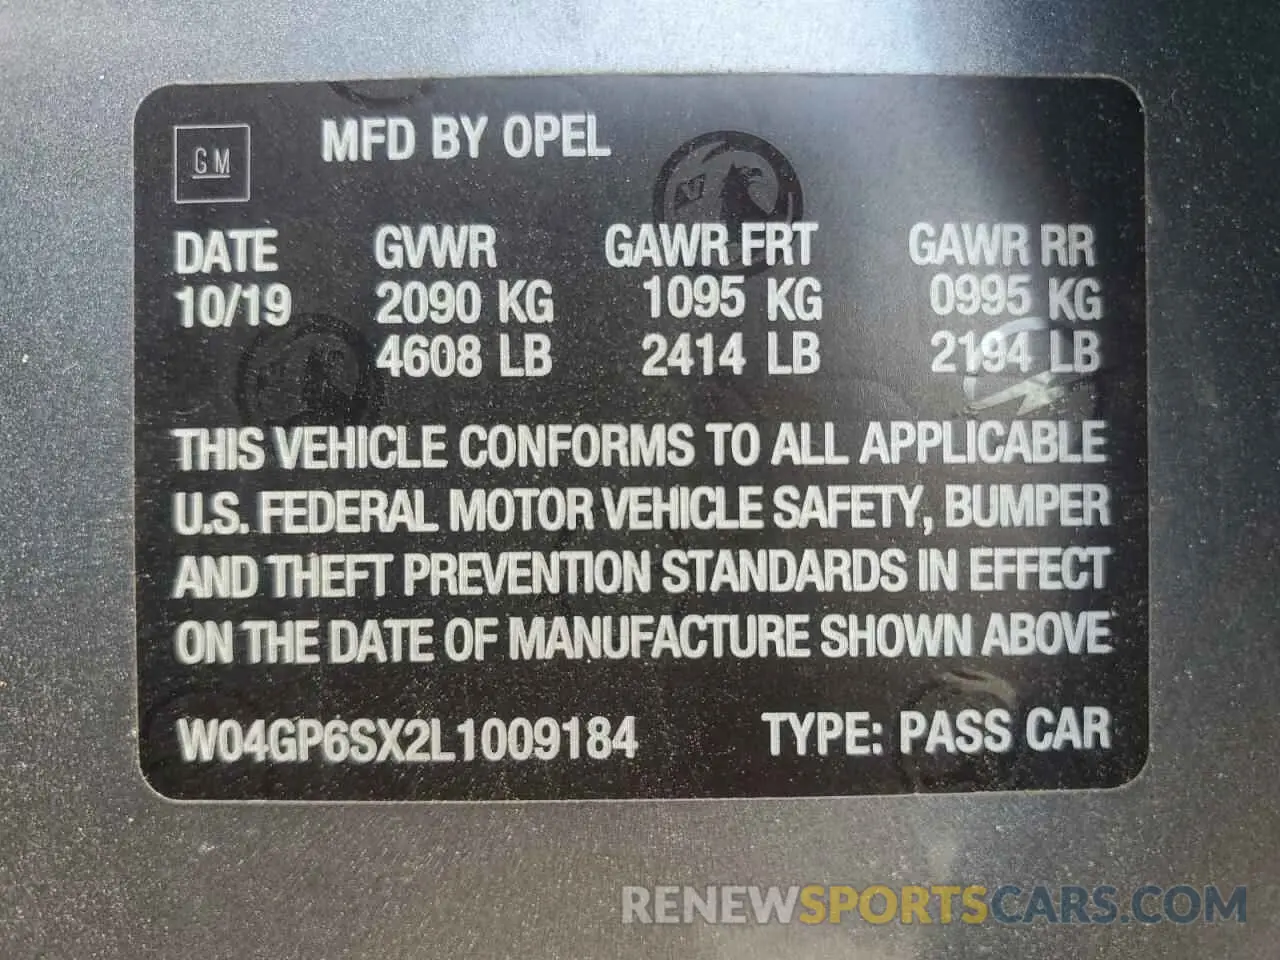 GM
MFD BY OPEL
DATE GVWR GAWR FRT GAWR RR
10/19 2090 KG 1095 KG 0995 KG
4608 LB 2414 LB 2194 LB
THIS VEHICLE CONFORMS TO ALL APPLICABLE
U.S. FEDERAL MOTOR VEHICLE SAFETY, BUMPER
AND THEFT PREVENTION STANDARDS IN EFFECT
ON THE DATE OF MANUFACTURE SHOWN ABOVE
W04GP6SX2L1009184 TYPE: PASS CAR
RENEWSPORTSCARS.COM